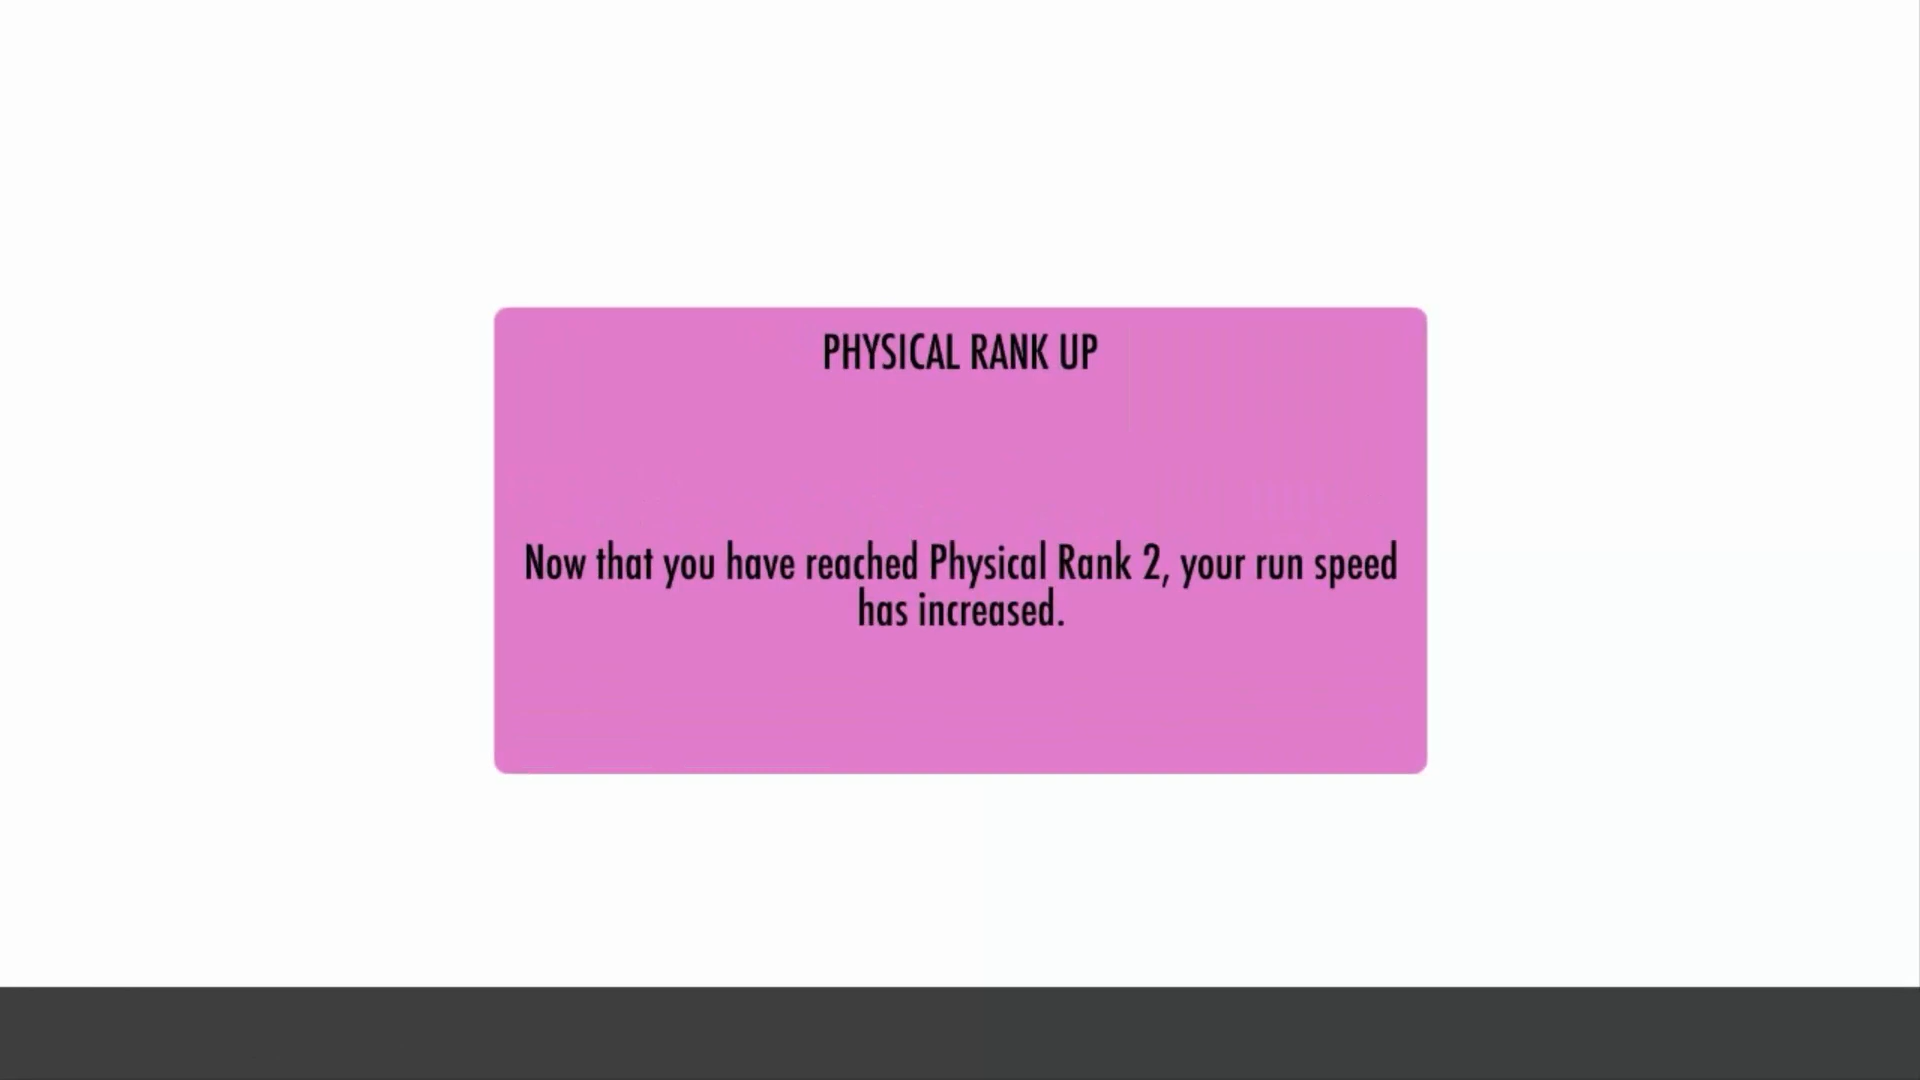 PHYSICAL RANK UP
Now that you have reached Physical Rank 2, your run speed
has increased.